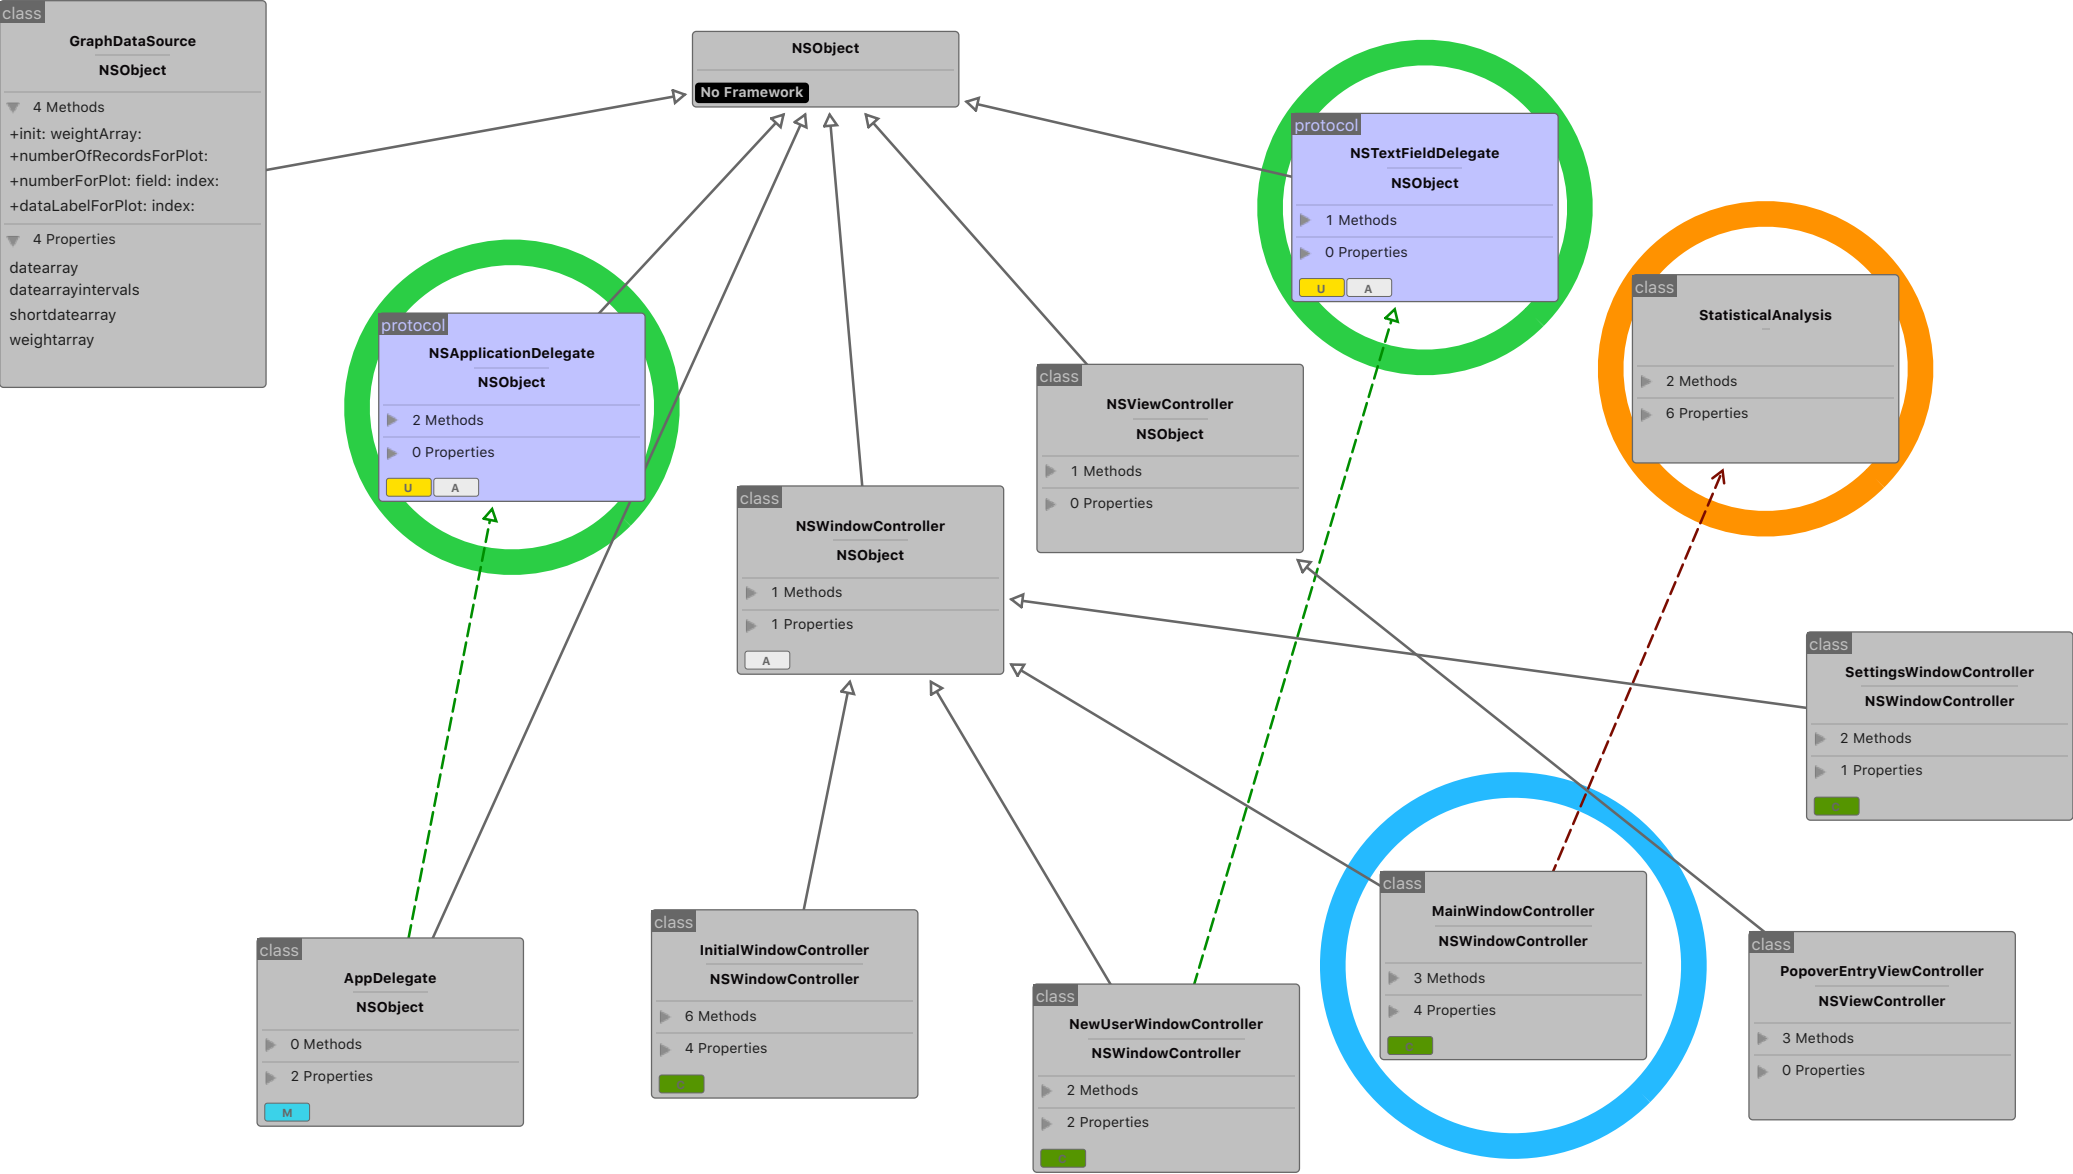 class
GraphDataSource
NSObject
4 Methods
+init: weightArray:
+numberOfRecordsForPlot:
+numberForPlot: field: index:
+dataLabelForPlot: index:
4 Properties
datearray
datearrayintervals
shortdatearray
weightarray
NSObject
No Framework
protocol
NSTextFieldDelegate
NSObject
1 Methods
0 Properties
U A
class
StatisticalAnalysis
2 Methods
6 Properties
protocol
NSApplicationDelegate
NSObject
2 Methods
0 Properties
U A
class
NSViewController
NSObject
1 Methods
0 Properties
class
NSWindowController
NSObject
1 Methods
1 Properties
A
class
SettingsWindowController
NSWindowController
2 Methods
1 Properties
C
class
AppDelegate
NSObject
0 Methods
2 Properties
M
class
InitialWindowController
NSWindowController
6 Methods
4 Properties
C
class
NewUserWindowController
NSWindowController
2 Methods
2 Properties
C
class
MainWindowController
NSWindowController
3 Methods
4 Properties
C
class
PopoverEntryViewController
NSViewController
3 Methods
0 Properties